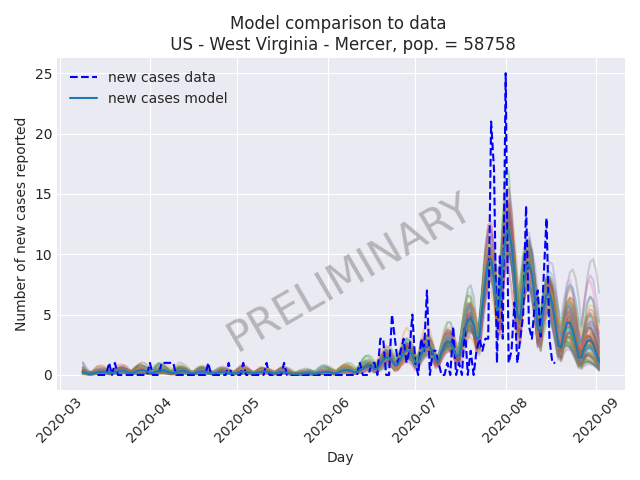 Model comparison to data
US - West Virginia - Mercer, pop. = 58758
new cases data
new cases model
PRELIMINARY
Number of new cases reported
25
20
15
10
5
0
2020-03
2020-04
2020-05
2020-06
2020-07
2020-08
2020-09
Day